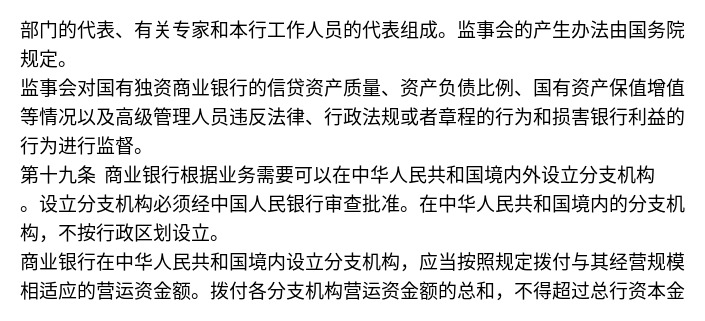 部门的代表、有关专家和本行工作人员的代表组成。监事会的产生办法由国务院
规定。
监事会对国有独资商业银行的信贷资产质量、资产负债比例、国有资产保值增值
等情况以及高级管理人员违反法律、行政法规或者章程的行为和损害银行利益的
行为进行监督。
第十九条 商业银行根据业务需要可以在中华人民共和国境内外设立分支机构
。设立分支机构必须经中国人民银行审查批准。在中华人民共和国境内的分支机
构，不按行政区划设立。
商业银行在中华人民共和国境内设立分支机构，应当按照规定拨付与其经营规模
相适应的营运资金额。拨付各分支机构营运资金额的总和，不得超过总行资本金